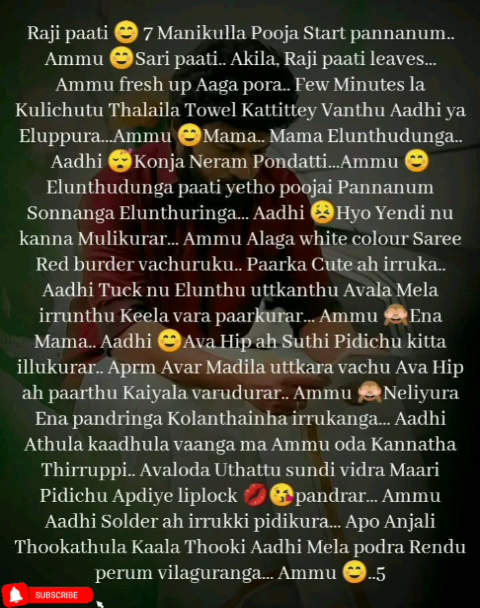 Raji paati 😊 7 Manikulla Pooja Start pannanum..
Ammu 😊Sari paati.. Akila, Raji paati leaves...
Ammu fresh up Aaga pora.. Few Minutes la
Kulichutu Thalaila Towel Kattittey Vanthu Aadhi ya
Eluppura...Ammu 😊Mama.. Mama Elunthudunga..
Aadhi 😴Konja Neram Pondatti...Ammu 😊
Elunthudunga paati yetho poojai Pannanum
Sonnanga Elunthuringa... Aadhi 😣Hyo Yendi nu
kanna Mulikurar... Ammu Alaga white colour Saree
Red burder vachuruku.. Paarka Cute ah irruka..
Aadhi Tuck nu Elunthu uttkanthu Avala Mela
irrunthu Keela vara paarkurar... Ammu 🙈Ena
Mama.. Aadhi 😊Ava Hip ah Suthi Pidichu kitta
illukurar.. Aprm Avar Madila uttkara vachu Ava Hip
ah paarthu Kaiyala varudurar.. Ammu 🙈Neliyura
Ena pandringa Kolanthainha irrukanga... Aadhi
Athula kaadhula vaanga ma Ammu oda Kannatha
Thirruppi.. Avaloda Uthattu sundi vidra Maari
Pidichu Apdiye liplock 💋😘pandrar... Ammu
Aadhi Solder ah irrukki pidikura... Apo Anjali
Thookathula Kaala Thooki Aadhi Mela podra Rendu
perum vilaguranga... Ammu 😊..5
SUBSCRIBE